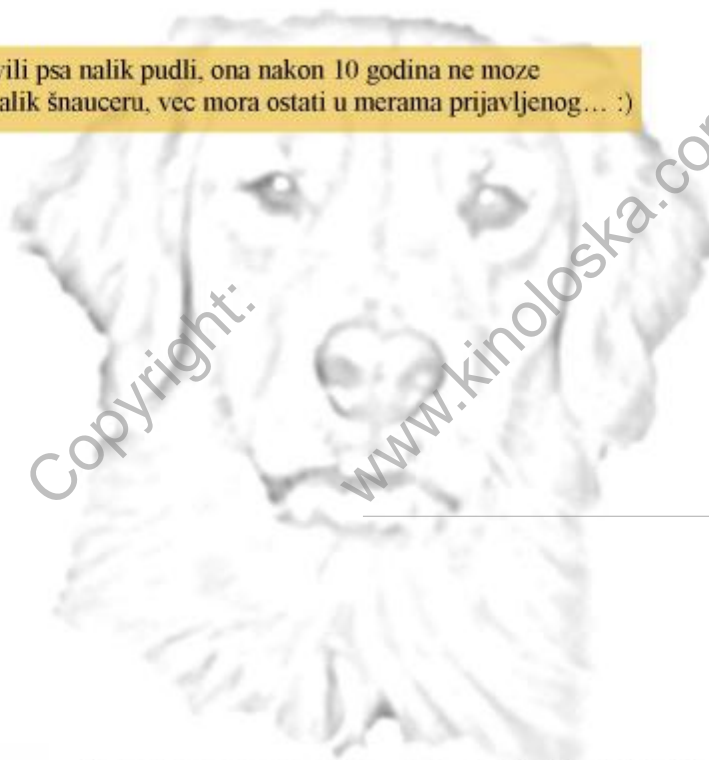 vili psa nalik pudli, ona nakon 10 godina ne moze
alik šnauceru, vec mora ostati u merama prijavljenog... :)
Copyright: www.kinoloska.co